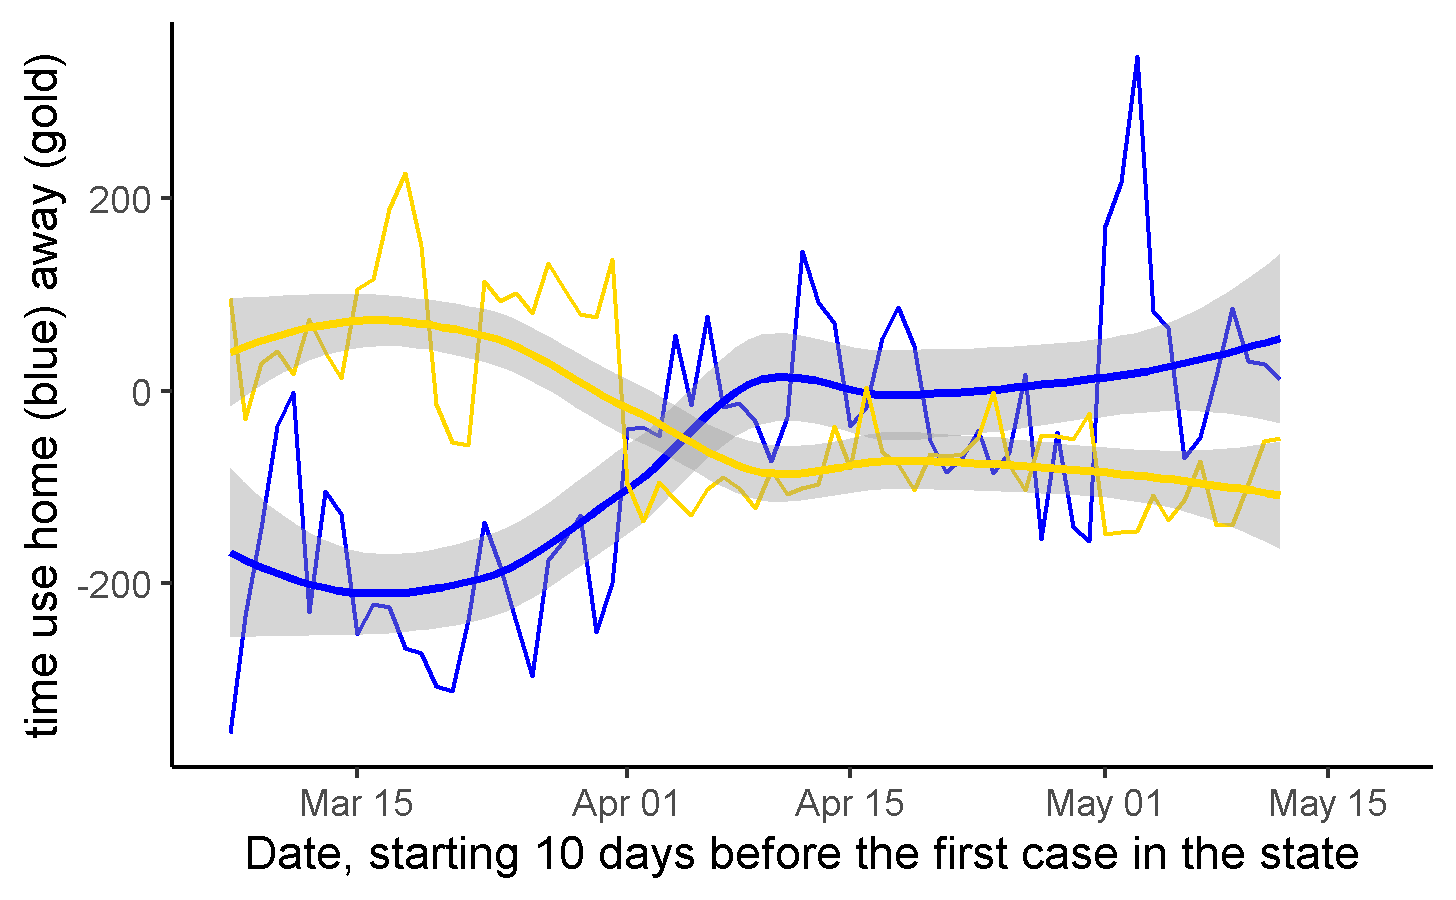 time use home (blue) away (gold)
200
0
-200
Mar 15
Apr 01
Apr 15
May 01
May 15
Date, starting 10 days before the first case in the state